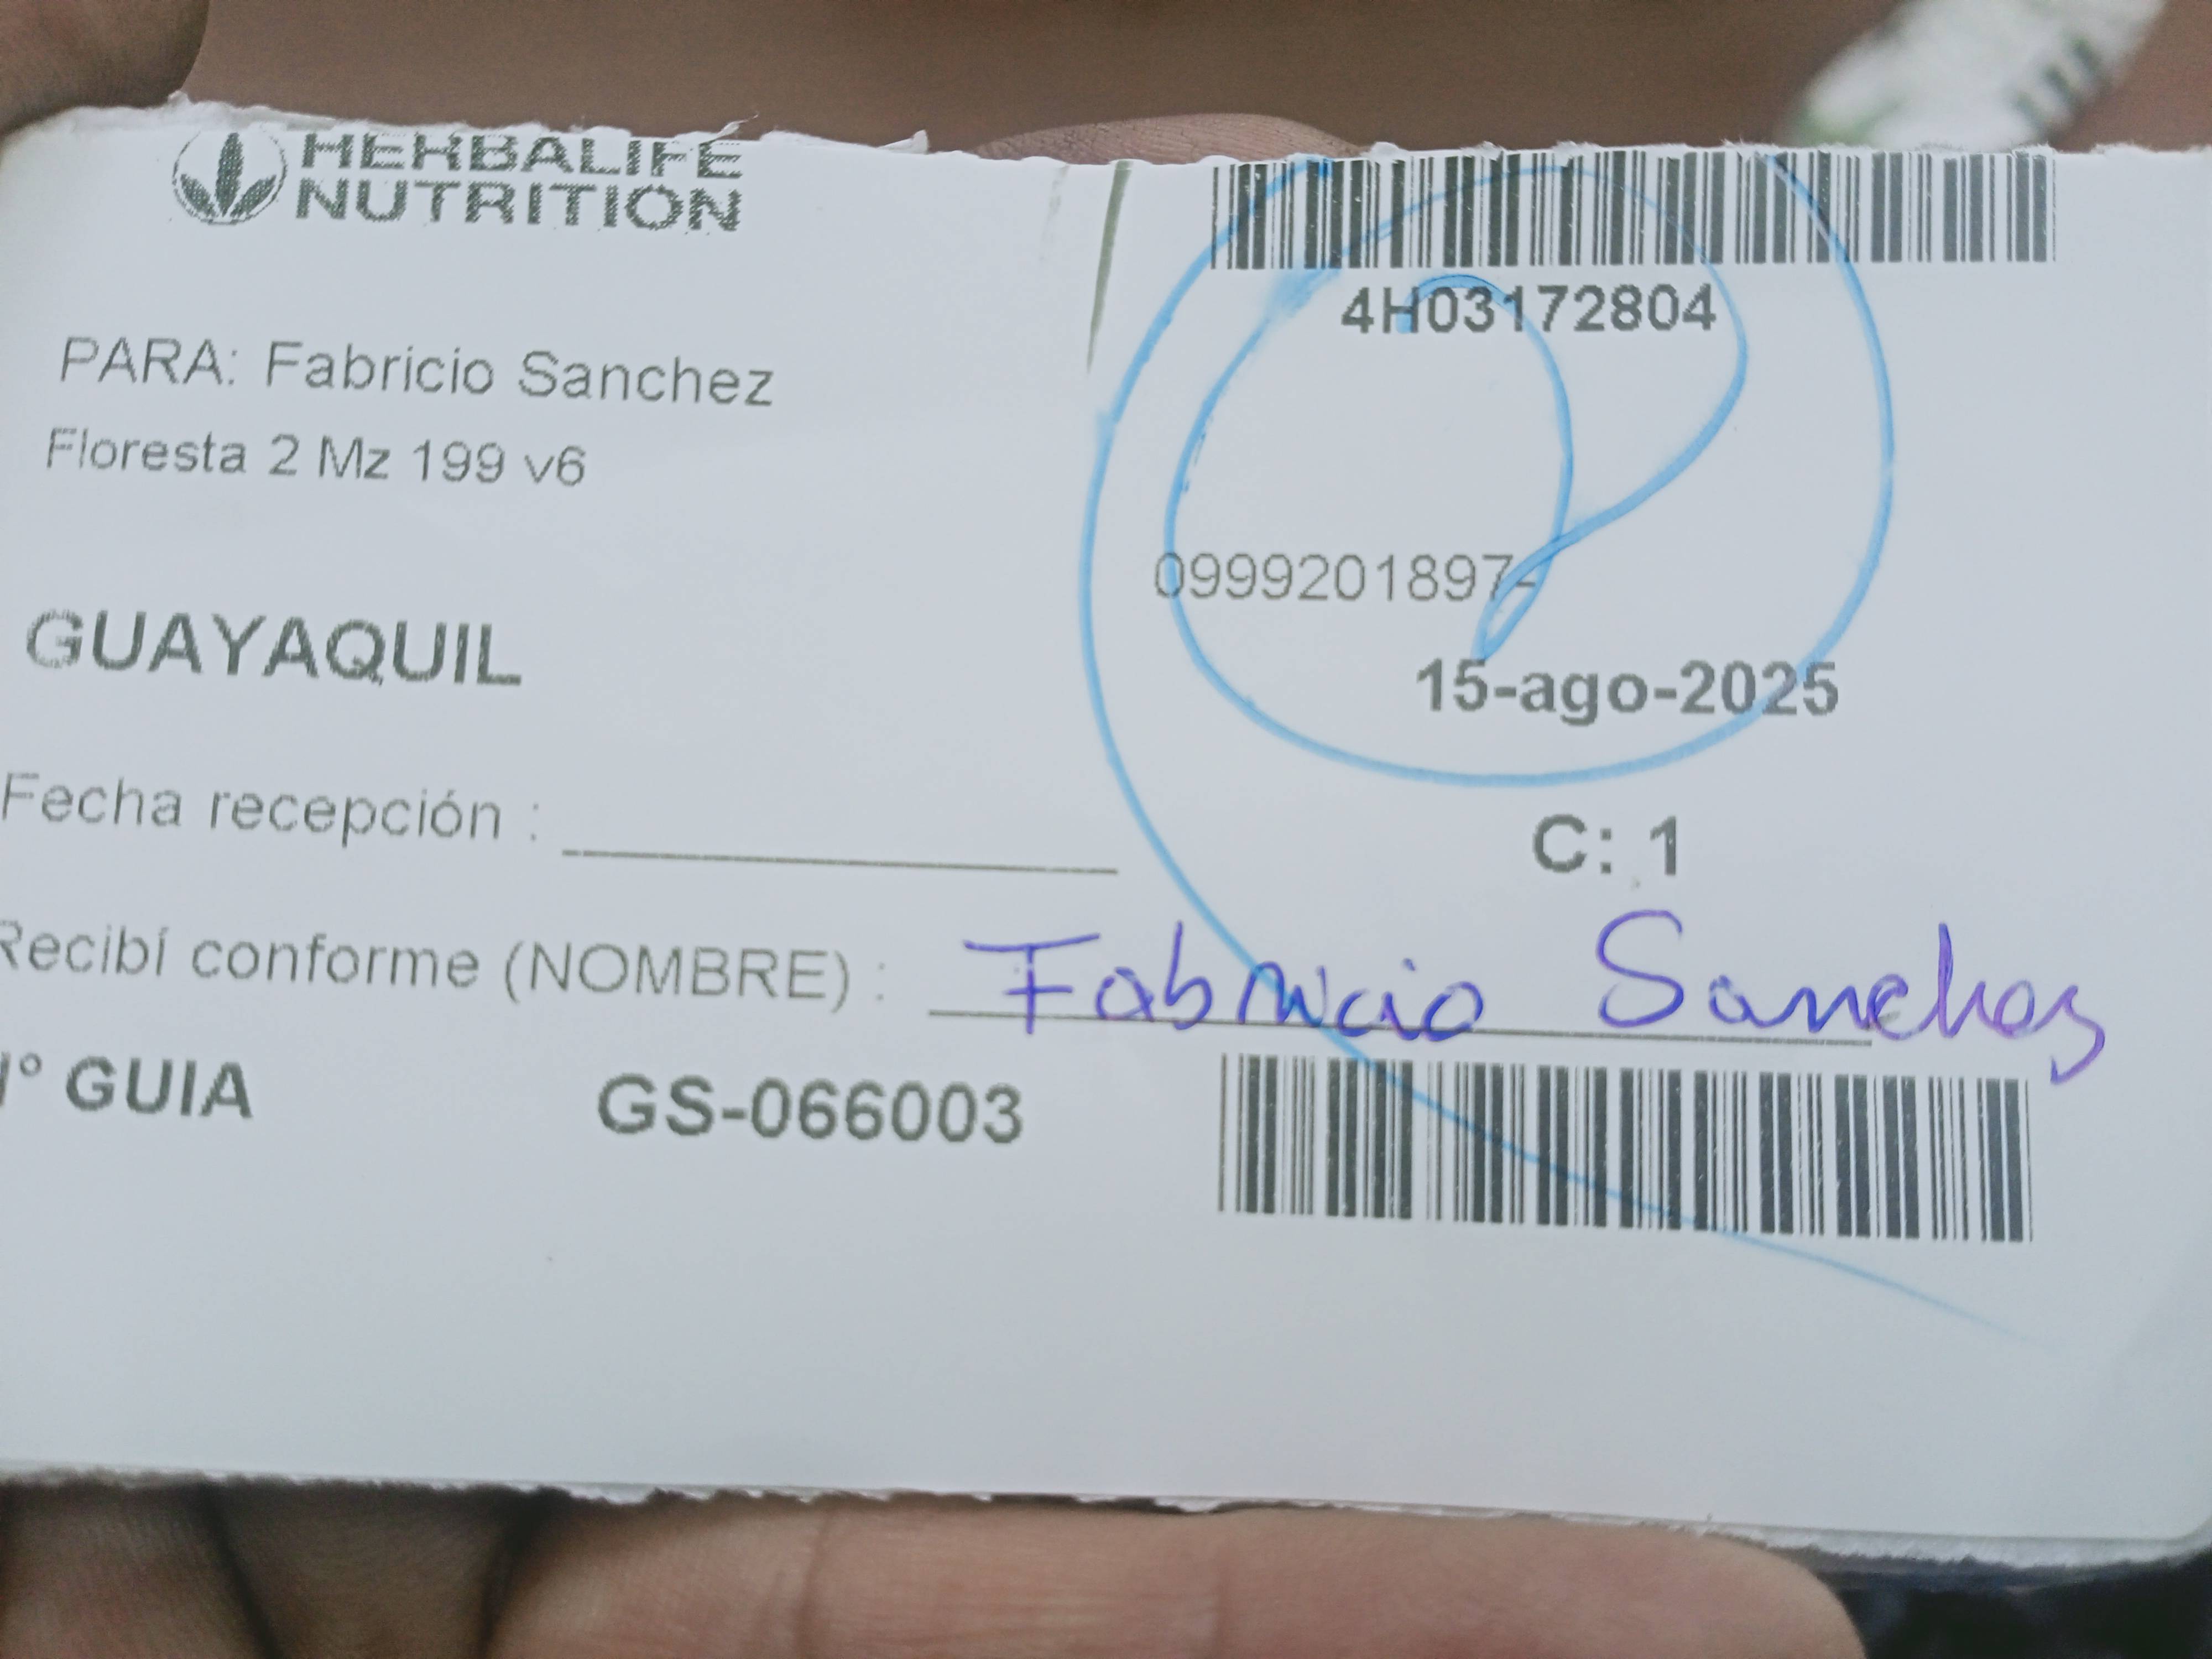 HERBALIFE
NUTRITION
4H03172804
PARA: Fabricio Sanchez
Floresta 2 Mz 199 v6
0999201897-
GUAYAQUIL
15-ago-2025
Fecha recepción :
C: 1
Recibí conforme (NOMBRE) : Fabricio Sanches
N° GUIA GS-066003